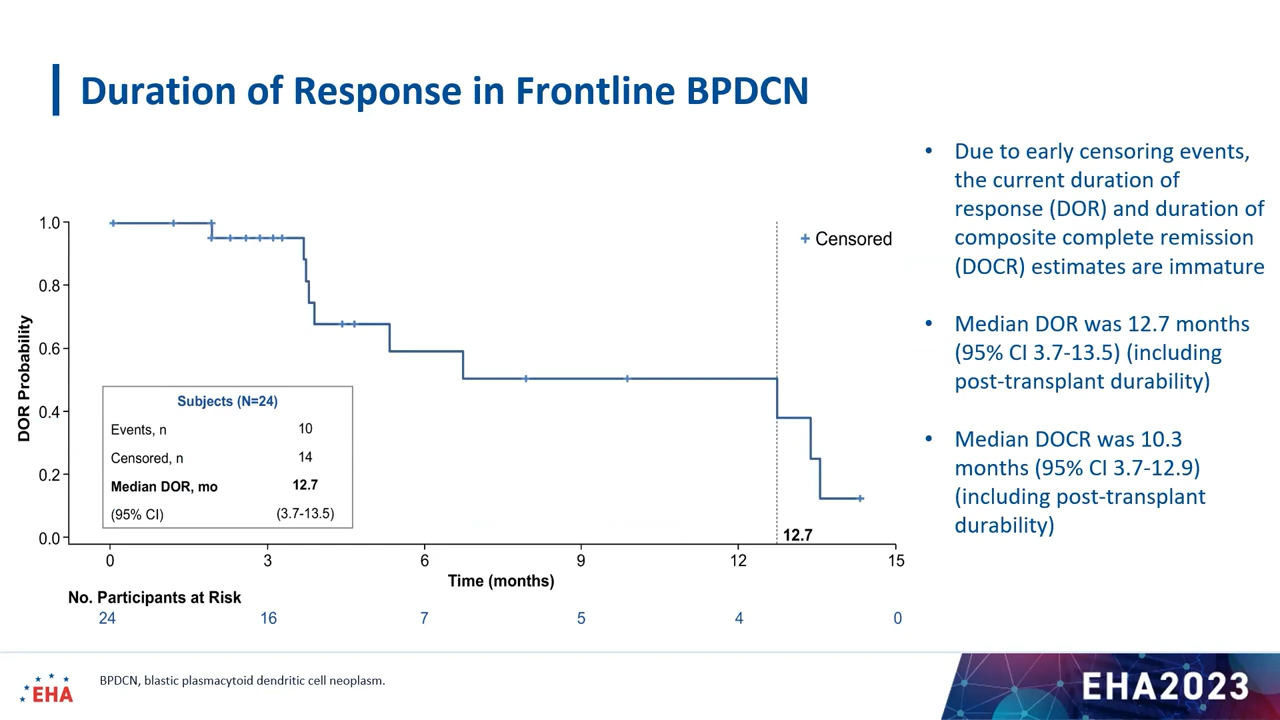 Duration of Response in Frontline BPDCN
1.0
0.8
0.6
0.4
0.2
0.0
DOR Probability
+ Censored
Subjects (N=24)
Events, n 10
Censored, n 14
Median DOR, mo 12.7
(95% CI) (3.7-13.5)
12.7
0 3 6 9 12 15
Time (months)
No. Participants at Risk
24 16 7 5 4 0
• Due to early censoring events,
the current duration of
response (DOR) and duration of
composite complete remission
(DOCR) estimates are immature
• Median DOR was 12.7 months
(95% CI 3.7-13.5) (including
post-transplant durability)
• Median DOCR was 10.3
months (95% CI 3.7-12.9)
(including post-transplant
durability)
EHA
BPDCN, blastic plasmacytoid dendritic cell neoplasm.
EHA2023